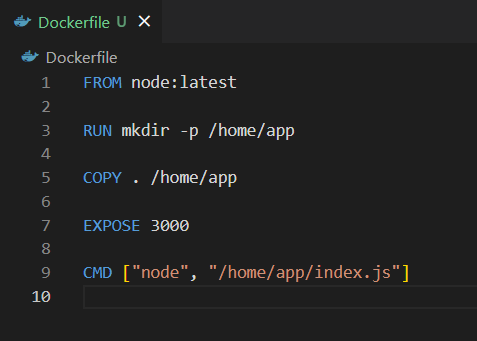 Dockerfile U ×
Dockerfile
1 FROM node:latest
2
3 RUN mkdir -p /home/app
4
5 COPY . /home/app
6
7 EXPOSE 3000
8
9 CMD ["node", "/home/app/index.js"]
10